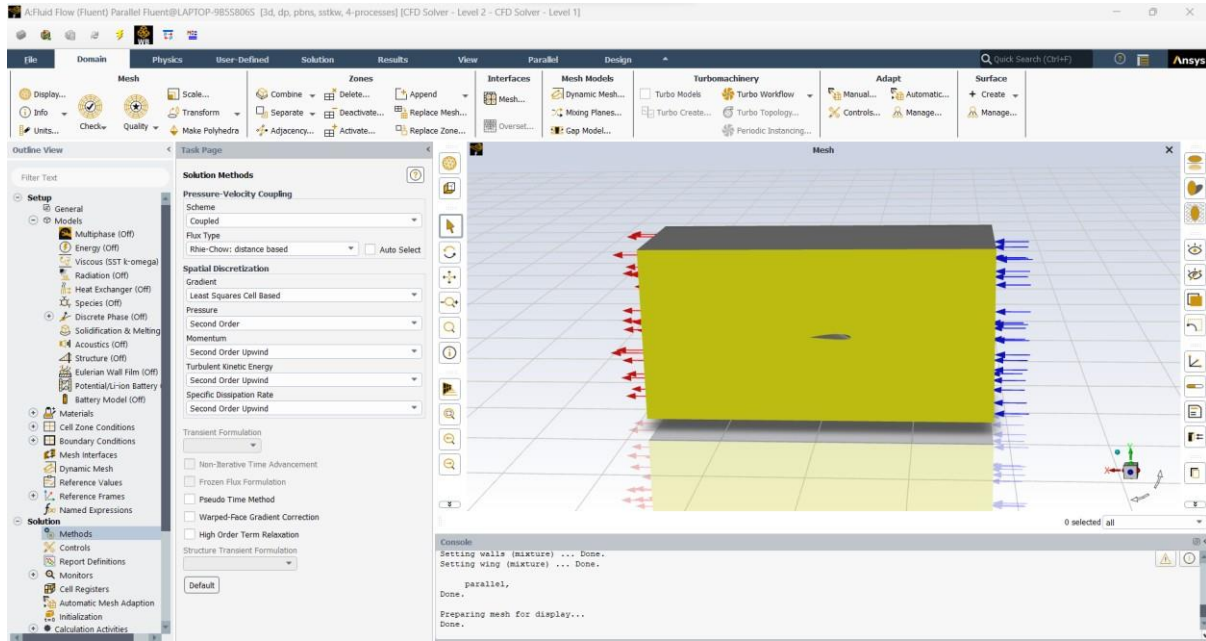 A:Fluid Flow (Fluent) Parallel Fluent@LAPTOP-985S806S [3d, dp, pbns, sstkw, 4-processes] [CFD Solver - Level 2 - CFD Solver - Level 1]
File Domain Physics User-Defined Solution Results View Parallel Design Quick Search (Ctrl+F) Ansys
Mesh Zones Interfaces Mesh Models Turbomachinery Adapt Surface
Display... Scale... Combine Delete... Append Mesh... Dynamic Mesh... Turbo Models Turbo Workflow Manual... Automatic... + Create
Info Check Quality Transform Separate Deactivate... Replace Mesh... Mixing Planes... Turbo Create... Turbo Topology... Controls... Manage... Manage...
Units... Make Polyhedra Adjacency... Activate... Replace Zone... Overset... Gap Model... Periodic Instancing...
Outline View
Filter Text
Setup
General
Models
Multiphase (Off)
Energy (Off)
Viscous (SST k-omega)
Radiation (Off)
Heat Exchanger (Off)
Species (Off)
Discrete Phase (Off)
Solidification & Melting
Acoustics (Off)
Structure (Off)
Eulerian Wall Film (Off)
Potential/Li-ion Battery
Battery Model (Off)
Materials
Cell Zone Conditions
Boundary Conditions
Mesh Interfaces
Dynamic Mesh
Reference Values
Reference Frames
Named Expressions
Solution
Methods
Controls
Report Definitions
Monitors
Cell Registers
Automatic Mesh Adaption
Initialization
Calculation Activities
Task Page
Solution Methods
Pressure-Velocity Coupling
Scheme
Coupled
Flux Type
Rhie-Chow: distance based Auto Select
Spatial Discretization
Gradient
Least Squares Cell Based
Pressure
Second Order
Momentum
Second Order Upwind
Turbulent Kinetic Energy
Second Order Upwind
Specific Dissipation Rate
Second Order Upwind
Transient Formulation
Non-Iterative Time Advancement
Frozen Flux Formulation
Pseudo Time Method
Warped-Face Gradient Correction
High Order Term Relaxation
Structure Transient Formulation
Default
Mesh
0 selected all
Console
Setting walls (mixture) ... Done.
Setting wing (mixture) ... Done.
parallel,
Done.
Preparing mesh for display...
Done.